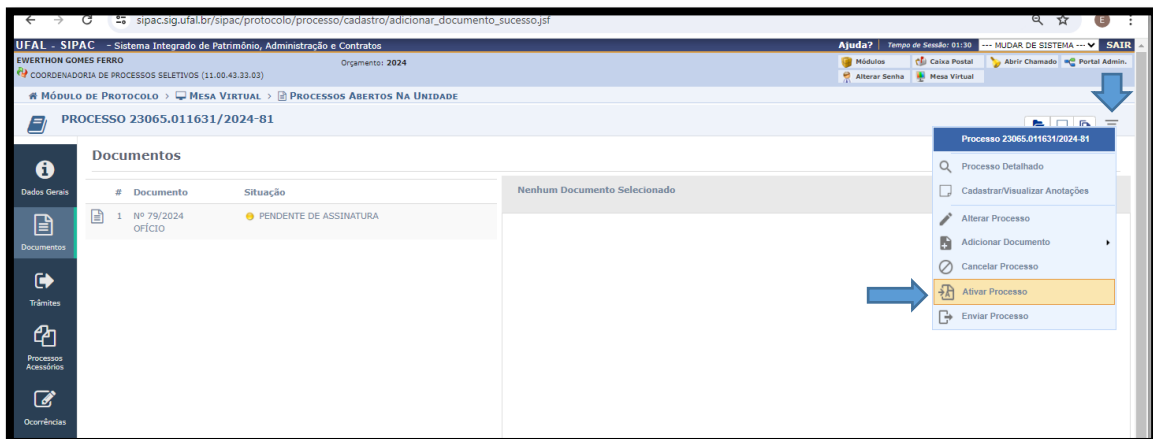 sipac.sig.ufal.br/sipac/protocolo/processo/cadastro/adicionar_documento_sucesso.jsf
E
UFAL - SIPAC - Sistema Integrado de Patrimônio, Administração e Contratos
Ajuda? Tempo de Sessão: 01:30 --- MUDAR DE SISTEMA --- SAIR
EWERTHON GOMES FERRO
Orçamento: 2024
Módulos Caixa Postal Abrir Chamado Portal Admin.
COORDENADORIA DE PROCESSOS SELETIVOS (11.00.43.33.03)
Alterar Senha Mesa Virtual
MÓDULO DE PROTOCOLO > MESA VIRTUAL > PROCESSOS ABERTOS NA UNIDADE
PROCESSO 23065.011631/2024-81
Processo 23065.011631/2024-81
Processo Detalhado
Cadastrar/Visualizar Anotações
Alterar Processo
Adicionar Documento
Cancelar Processo
Ativar Processo
Enviar Processo
Dados Gerais
Documentos
Trâmites
Processos
Acessórios
Ocorrências
Documentos
# Documento Situação
1 Nº 79/2024 PENDENTE DE ASSINATURA
OFÍCIO
Nenhum Documento Selecionado